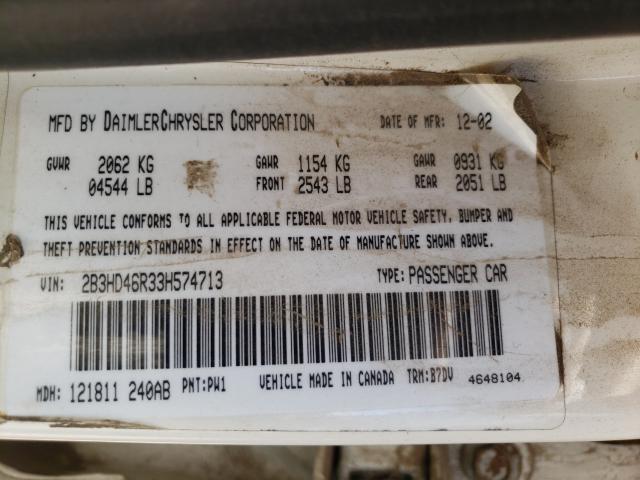 MFD BY DAIMLERCHRYSLER CORPORATION DATE OF MFR: 12-02
GVWR 2062 KG GAWR 1154 KG GAWR 0931 KG
04544 LB FRONT 2543 LB REAR 2051 LB
THIS VEHICLE CONFORMS TO ALL APPLICABLE FEDERAL MOTOR VEHICLE SAFETY, BUMPER AND
THEFT PREVENTION STANDARDS IN EFFECT ON THE DATE OF MANUFACTURE SHOWN ABOVE.
VIN: 2B3HD46R33H574713 TYPE: PASSENGER CAR
MDH: 121811 240AB PNT:PW1 VEHICLE MADE IN CANADA TRM:B7DV 4648104